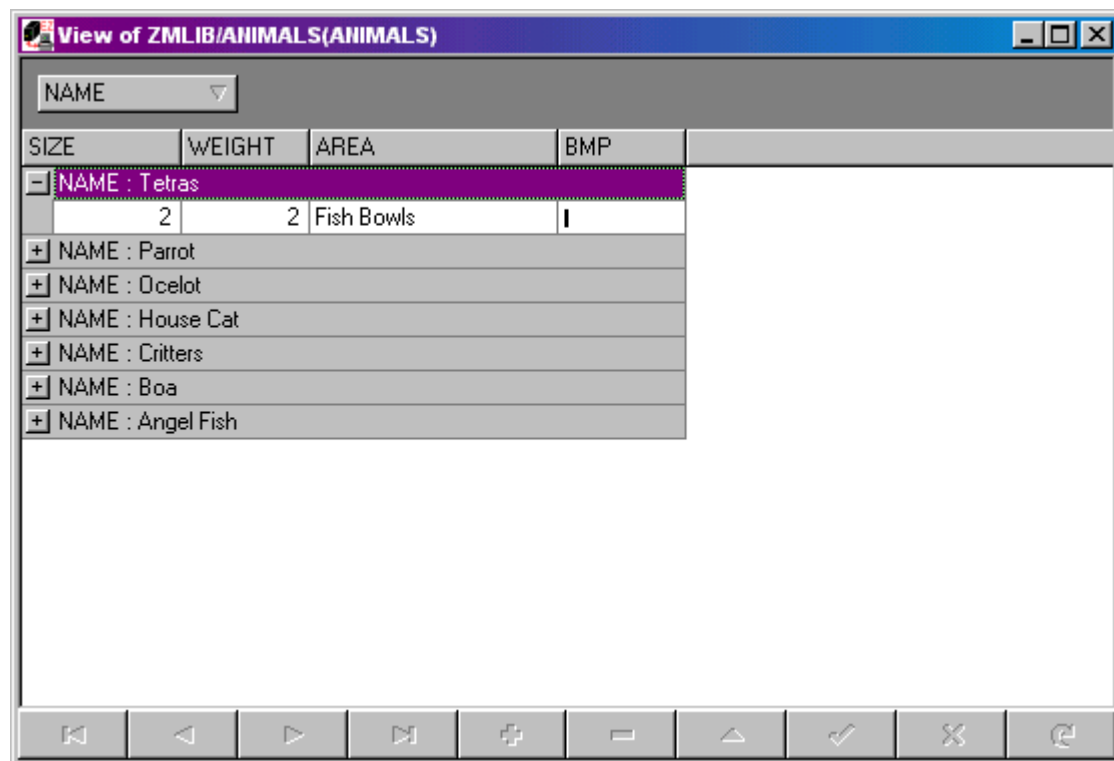 View of ZMLIB/ANIMALS(ANIMALS)
NAME
SIZE WEIGHT AREA BMP
NAME : Tetras
2 2 Fish Bowls
NAME : Parrot
NAME : Ocelot
NAME : House Cat
NAME : Critters
NAME : Boa
NAME : Angel Fish